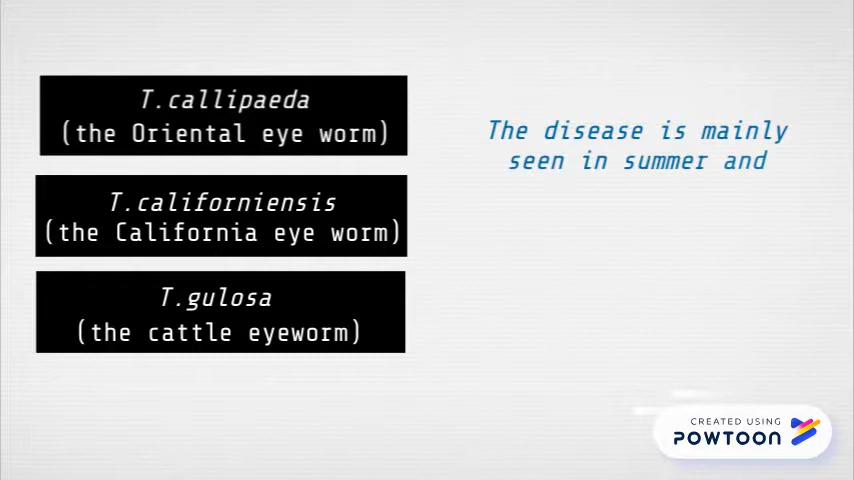 T.callipaeda
(the Oriental eye worm)
T.californiensis
(the California eye worm)
T.gulosa
(the cattle eyeworm)
The disease is mainly
seen in summer and
CREATED USING
POWTOON